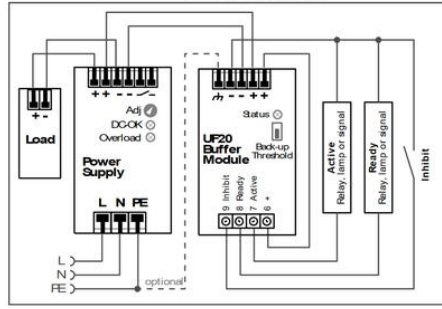 + + - -
+ -
Load
Adj
DC-OK
Overload
Power
Supply
L N PE
- - + +
Status
UF20
Buffer
Module
Back-up
Threshold
9 Inhibit
8 Ready
7 Active
6 +
Active
Relay, lamp or signal
Ready
Relay, lamp or signal
Inhibit
L
N
PE
optional